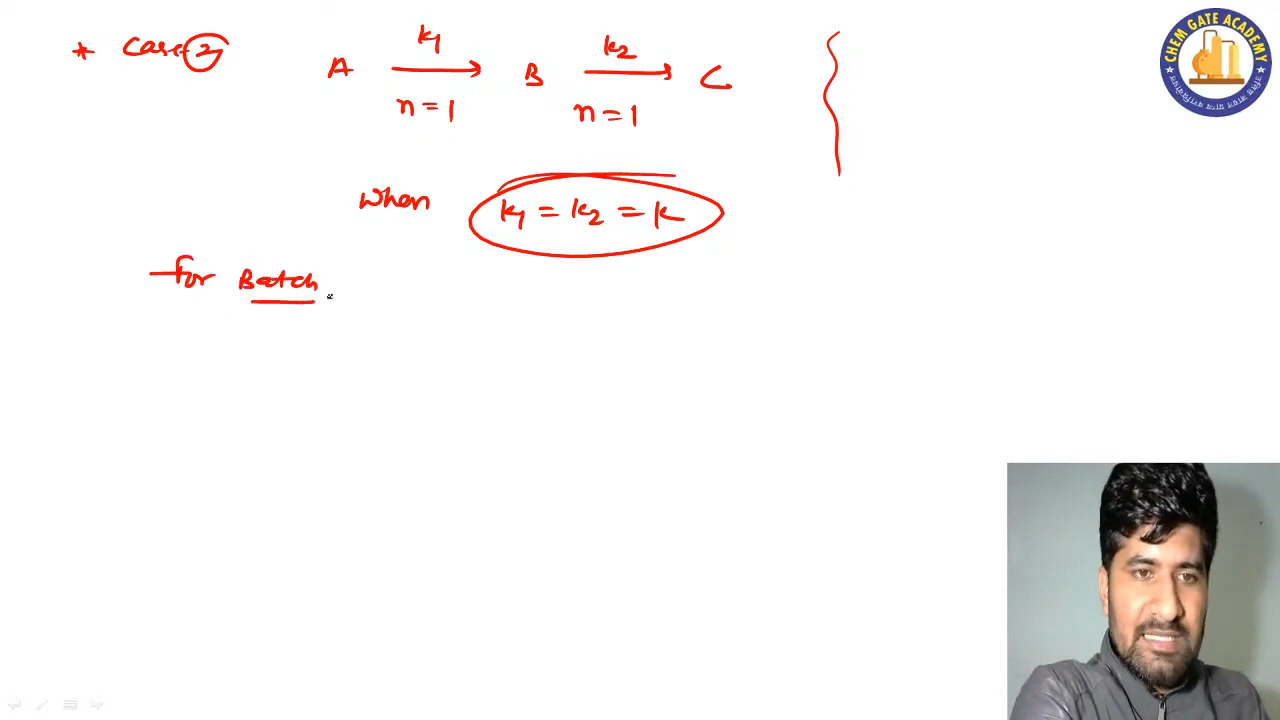 * Case-2
k1 k2
A → B → C
n=1 n=1
when k1 = k2 = k
for Batch
CHEM GATE ACADEMY